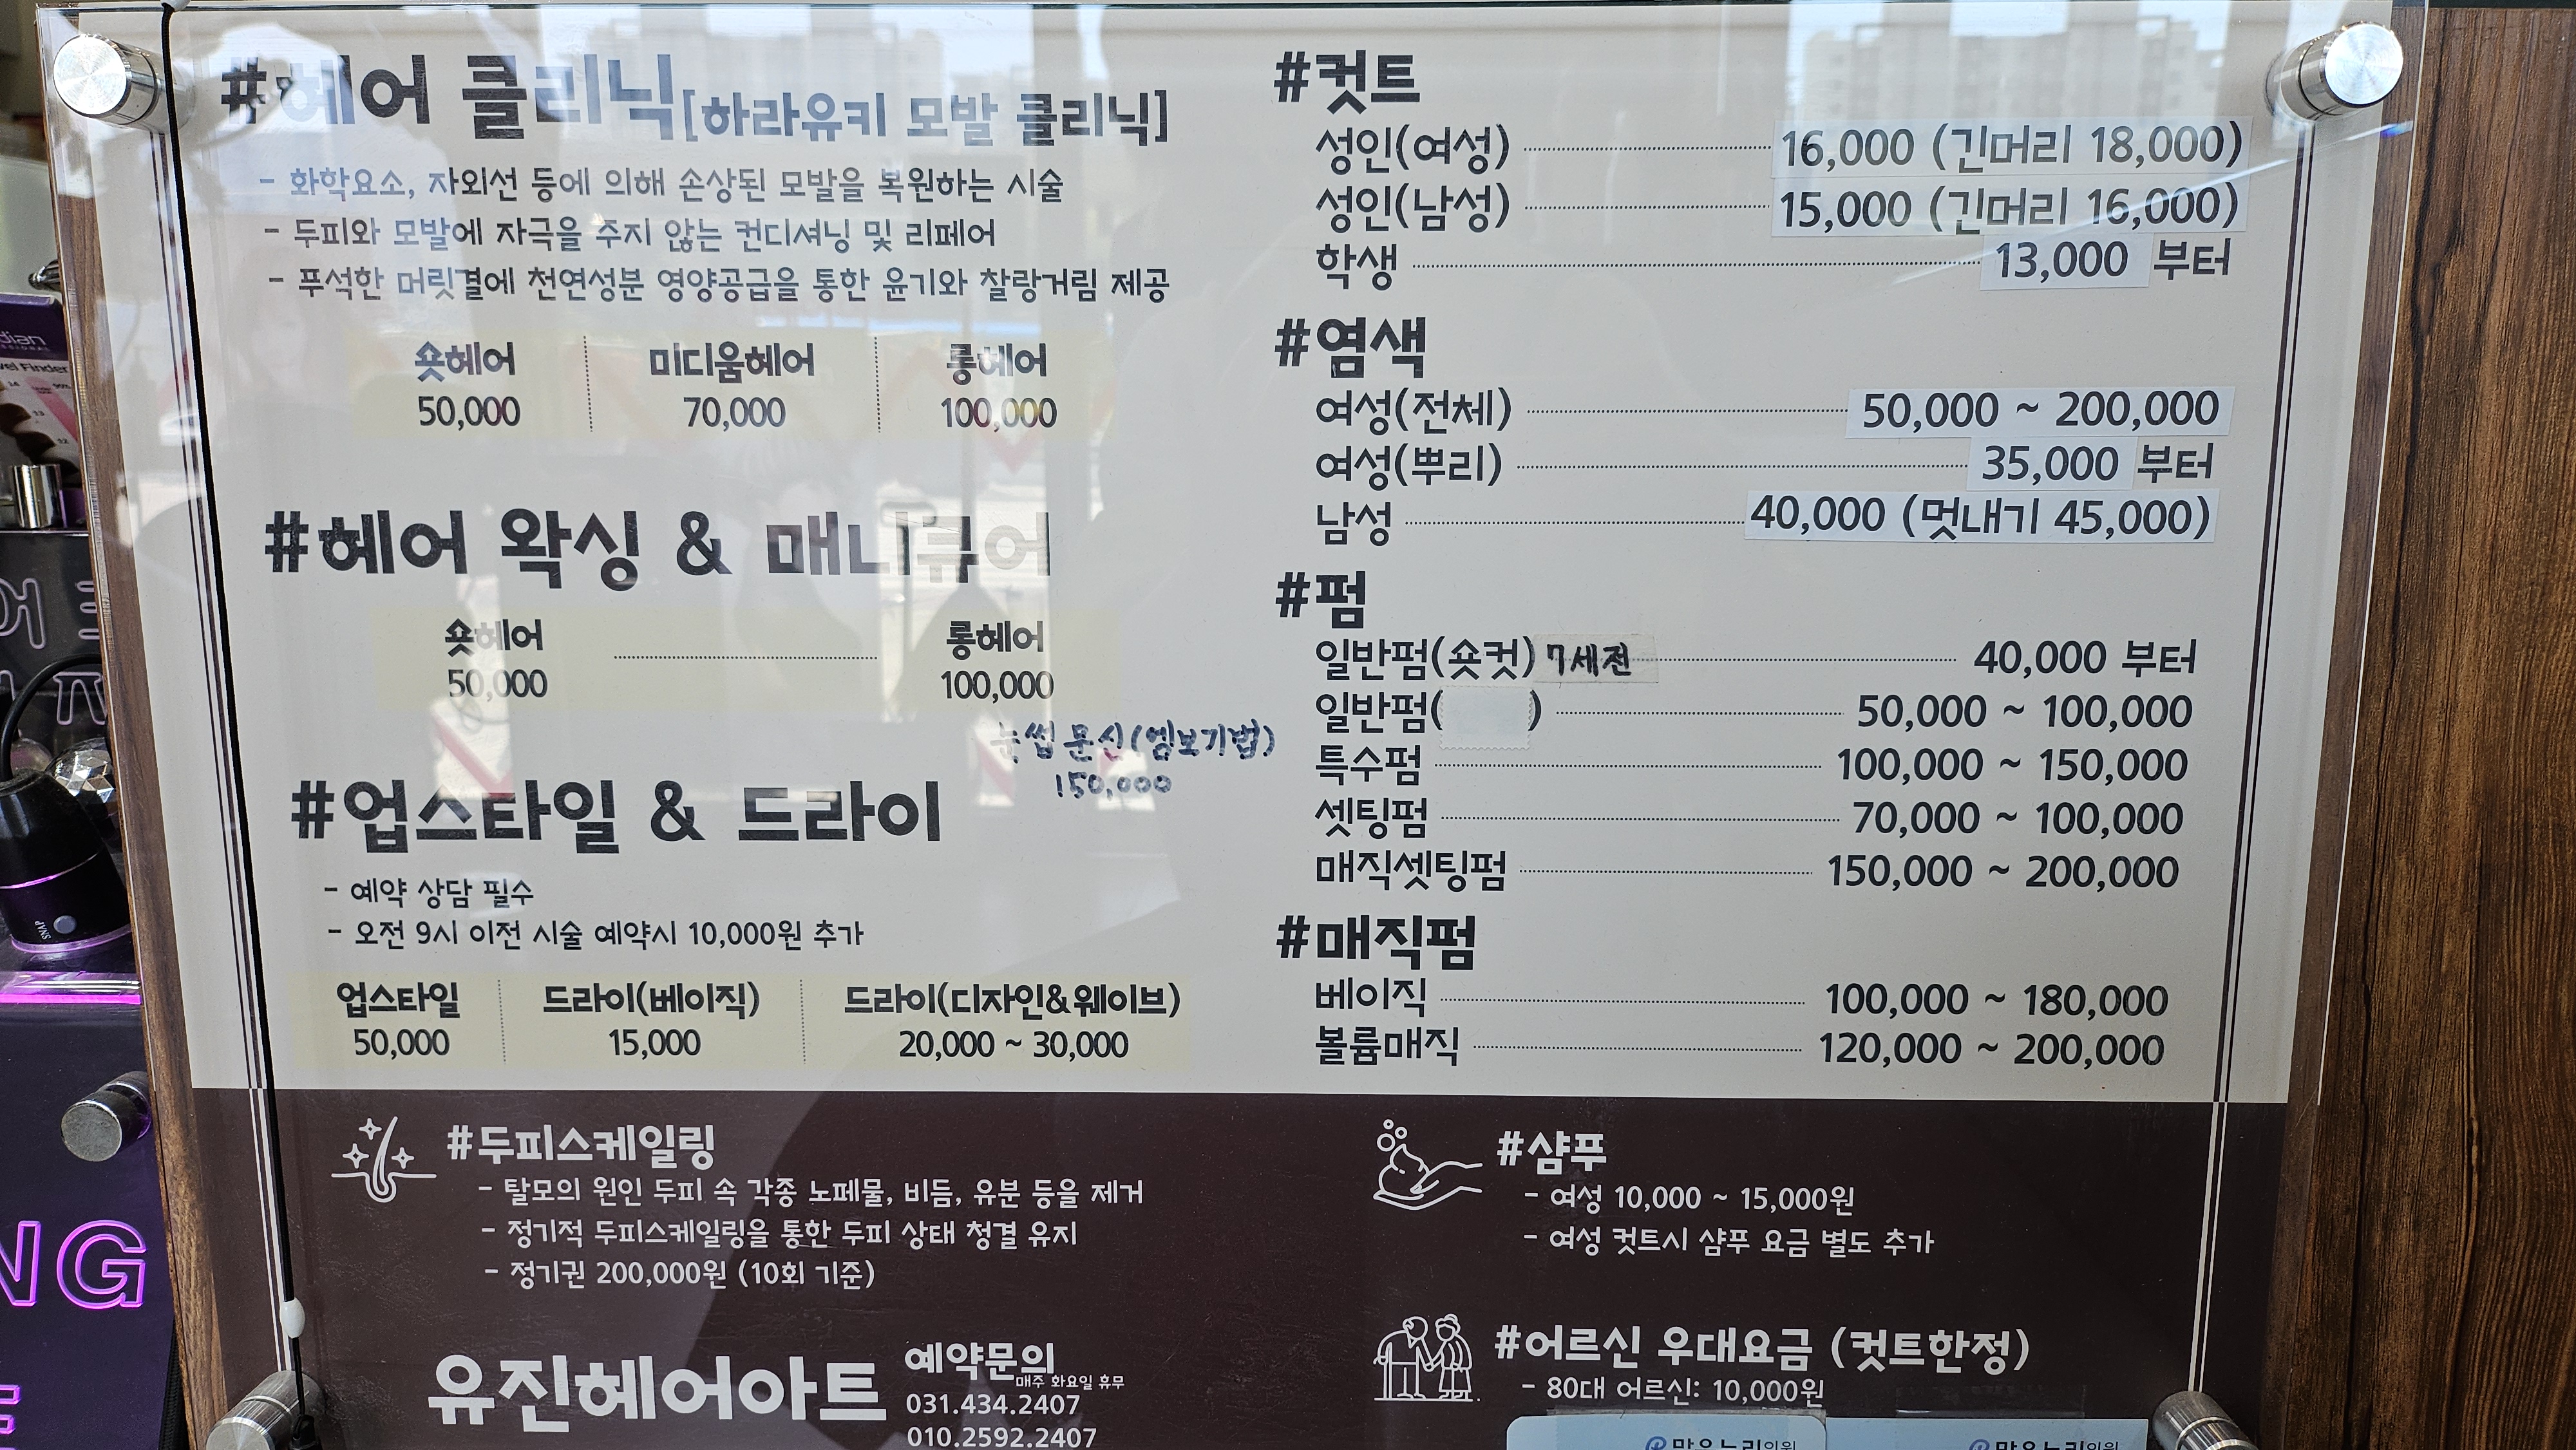 #헤어 클리닉[하라유키 모발 클리닉]
- 화학요소, 자외선 등에 의해 손상된 모발을 복원하는 시술
- 두피와 모발에 자극을 주지 않는 컨디셔닝 및 리페어
- 푸석한 머릿결에 천연성분 영양공급을 통한 윤기와 찰랑거림 제공
숏헤어 미디움헤어 롱헤어
50,000 70,000 100,000
#헤어 왁싱 & 매니큐어
숏헤어 롱헤어
50,000 100,000
눈썹문신(엠보기법)
150,000
#업스타일 & 드라이
- 예약 상담 필수
- 오전 9시 이전 시술 예약시 10,000원 추가
업스타일 드라이(베이직) 드라이(디자인&웨이브)
50,000 15,000 20,000 ~ 30,000
#컷트
성인(여성) 16,000 (긴머리 18,000)
성인(남성) 15,000 (긴머리 16,000)
학생 13,000 부터
#염색
여성(전체) 50,000 ~ 200,000
여성(뿌리) 35,000 부터
남성 40,000 (멋내기 45,000)
#펌
일반펌(숏컷) 7세전 40,000 부터
일반펌( ) 50,000 ~ 100,000
특수펌 100,000 ~ 150,000
셋팅펌 70,000 ~ 100,000
매직셋팅펌 150,000 ~ 200,000
#매직펌
베이직 100,000 ~ 180,000
볼륨매직 120,000 ~ 200,000
#두피스케일링
- 탈모의 원인 두피 속 각종 노폐물, 비듬, 유분 등을 제거
- 정기적 두피스케일링을 통한 두피 상태 청결 유지
- 정기권 200,000원 (10회 기준)
#샴푸
- 여성 10,000 ~ 15,000원
- 여성 컷트시 샴푸 요금 별도 추가
#어르신 우대요금 (컷트한정)
- 80대 어르신: 10,000원
유진헤어아트
예약문의
매주 화요일 휴무
031.434.2407
010.2592.2407
SNAP
NG